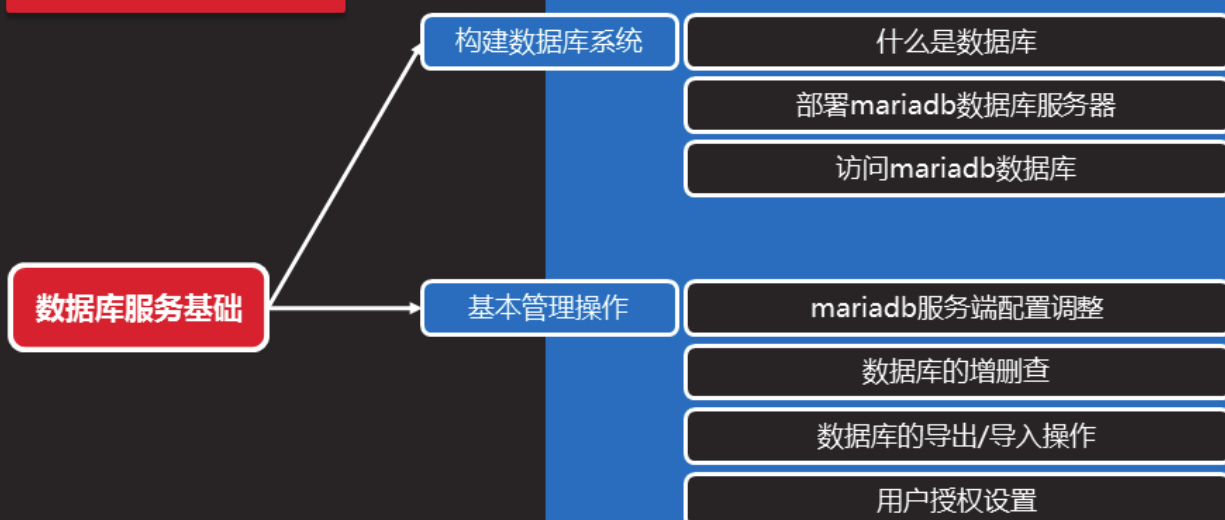 构建数据库系统
什么是数据库
部署mariadb数据库服务器
访问mariadb数据库
数据库服务基础
基本管理操作
mariadb服务端配置调整
数据库的增删查
数据库的导出/导入操作
用户授权设置